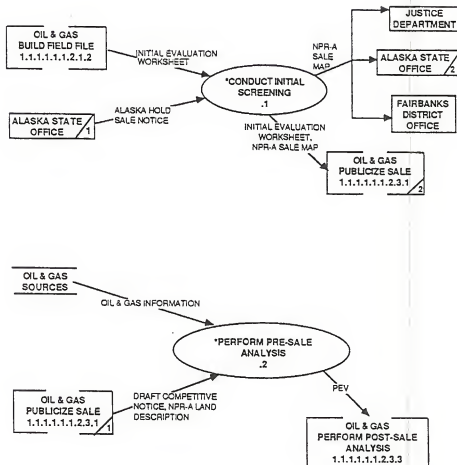 OIL & GAS
BUILD FIELD FILE
1.1.1.1.1.1.2.1.2
INITIAL EVALUATION
WORKSHEET
ALASKA STATE
OFFICE
1
ALASKA HOLD
SALE NOTICE
*CONDUCT INITIAL
SCREENING
.1
NPR-A
SALE
MAP
JUSTICE
DEPARTMENT
ALASKA STATE
OFFICE
2
FAIRBANKS
DISTRICT
OFFICE
INITIAL EVALUATION
WORKSHEET,
NPR-A SALE MAP
OIL & GAS
PUBLICIZE SALE
1.1.1.1.1.1.2.3.1
2
OIL & GAS
SOURCES
OIL & GAS INFORMATION
*PERFORM PRE-SALE
ANALYSIS
.2
OIL & GAS
PUBLICIZE SALE
1.1.1.1.1.1.2.3.1
1
DRAFT COMPETITIVE
NOTICE, NPR-A LAND
DESCRIPTION
PEV
OIL & GAS
PERFORM POST-SALE
ANALYSIS
1.1.1.1.1.1.2.3.3